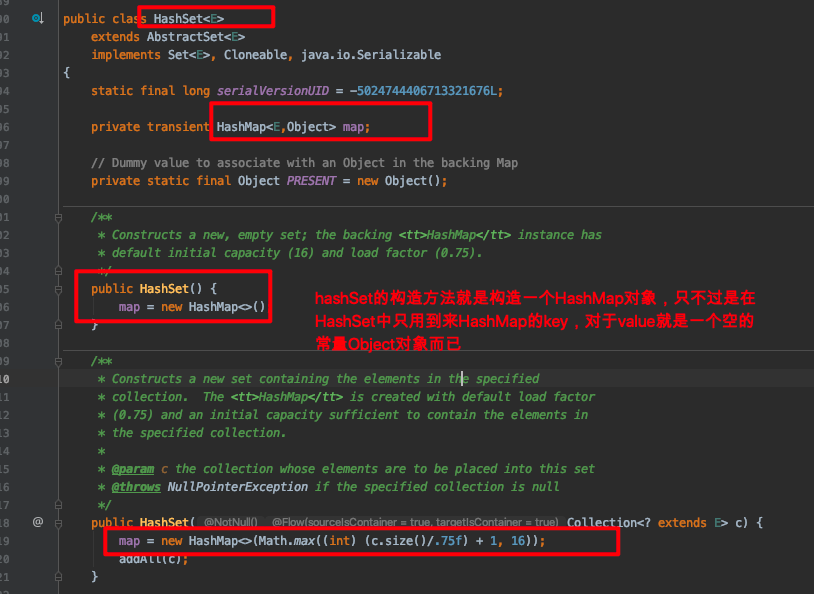 public class HashSet<E>
extends AbstractSet<E>
implements Set<E>, Cloneable, java.io.Serializable
{
static final long serialVersionUID = -5024744406713321676L;
private transient HashMap<E,Object> map;
// Dummy value to associate with an Object in the backing Map
private static final Object PRESENT = new Object();
/**
* Constructs a new, empty set; the backing <tt>HashMap</tt> instance has
* default initial capacity (16) and load factor (0.75).
*/
public HashSet() {
map = new HashMap<>()
}
hashSet的构造方法就是构造一个HashMap对象，只不过是在
HashSet中只用到来HashMap的key，对于value就是一个空的
常量Object对象而已
/**
* Constructs a new set containing the elements in the specified
* collection.  The <tt>HashMap</tt> is created with default load factor
* (0.75) and an initial capacity sufficient to contain the elements in
* the specified collection.
*
* @param c the collection whose elements are to be placed into this set
* @throws NullPointerException if the specified collection is null
*/
public HashSet( @NotNull() @Flow(sourceIsContainer = true, targetIsContainer = true) Collection<? extends E> c) {
map = new HashMap<>(Math.max((int) (c.size()/.75f) + 1, 16));
addAll(c);
}